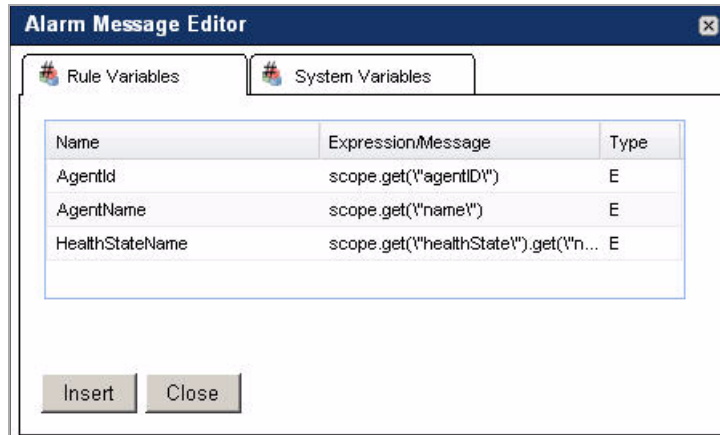 Alarm Message Editor
Rule Variables System Variables
Name Expression/Message Type
AgentId scope.get(\"agentID\") E
AgentName scope.get(\"name\") E
HealthStateName scope.get(\"healthState\").get(\"n... E
Insert Close